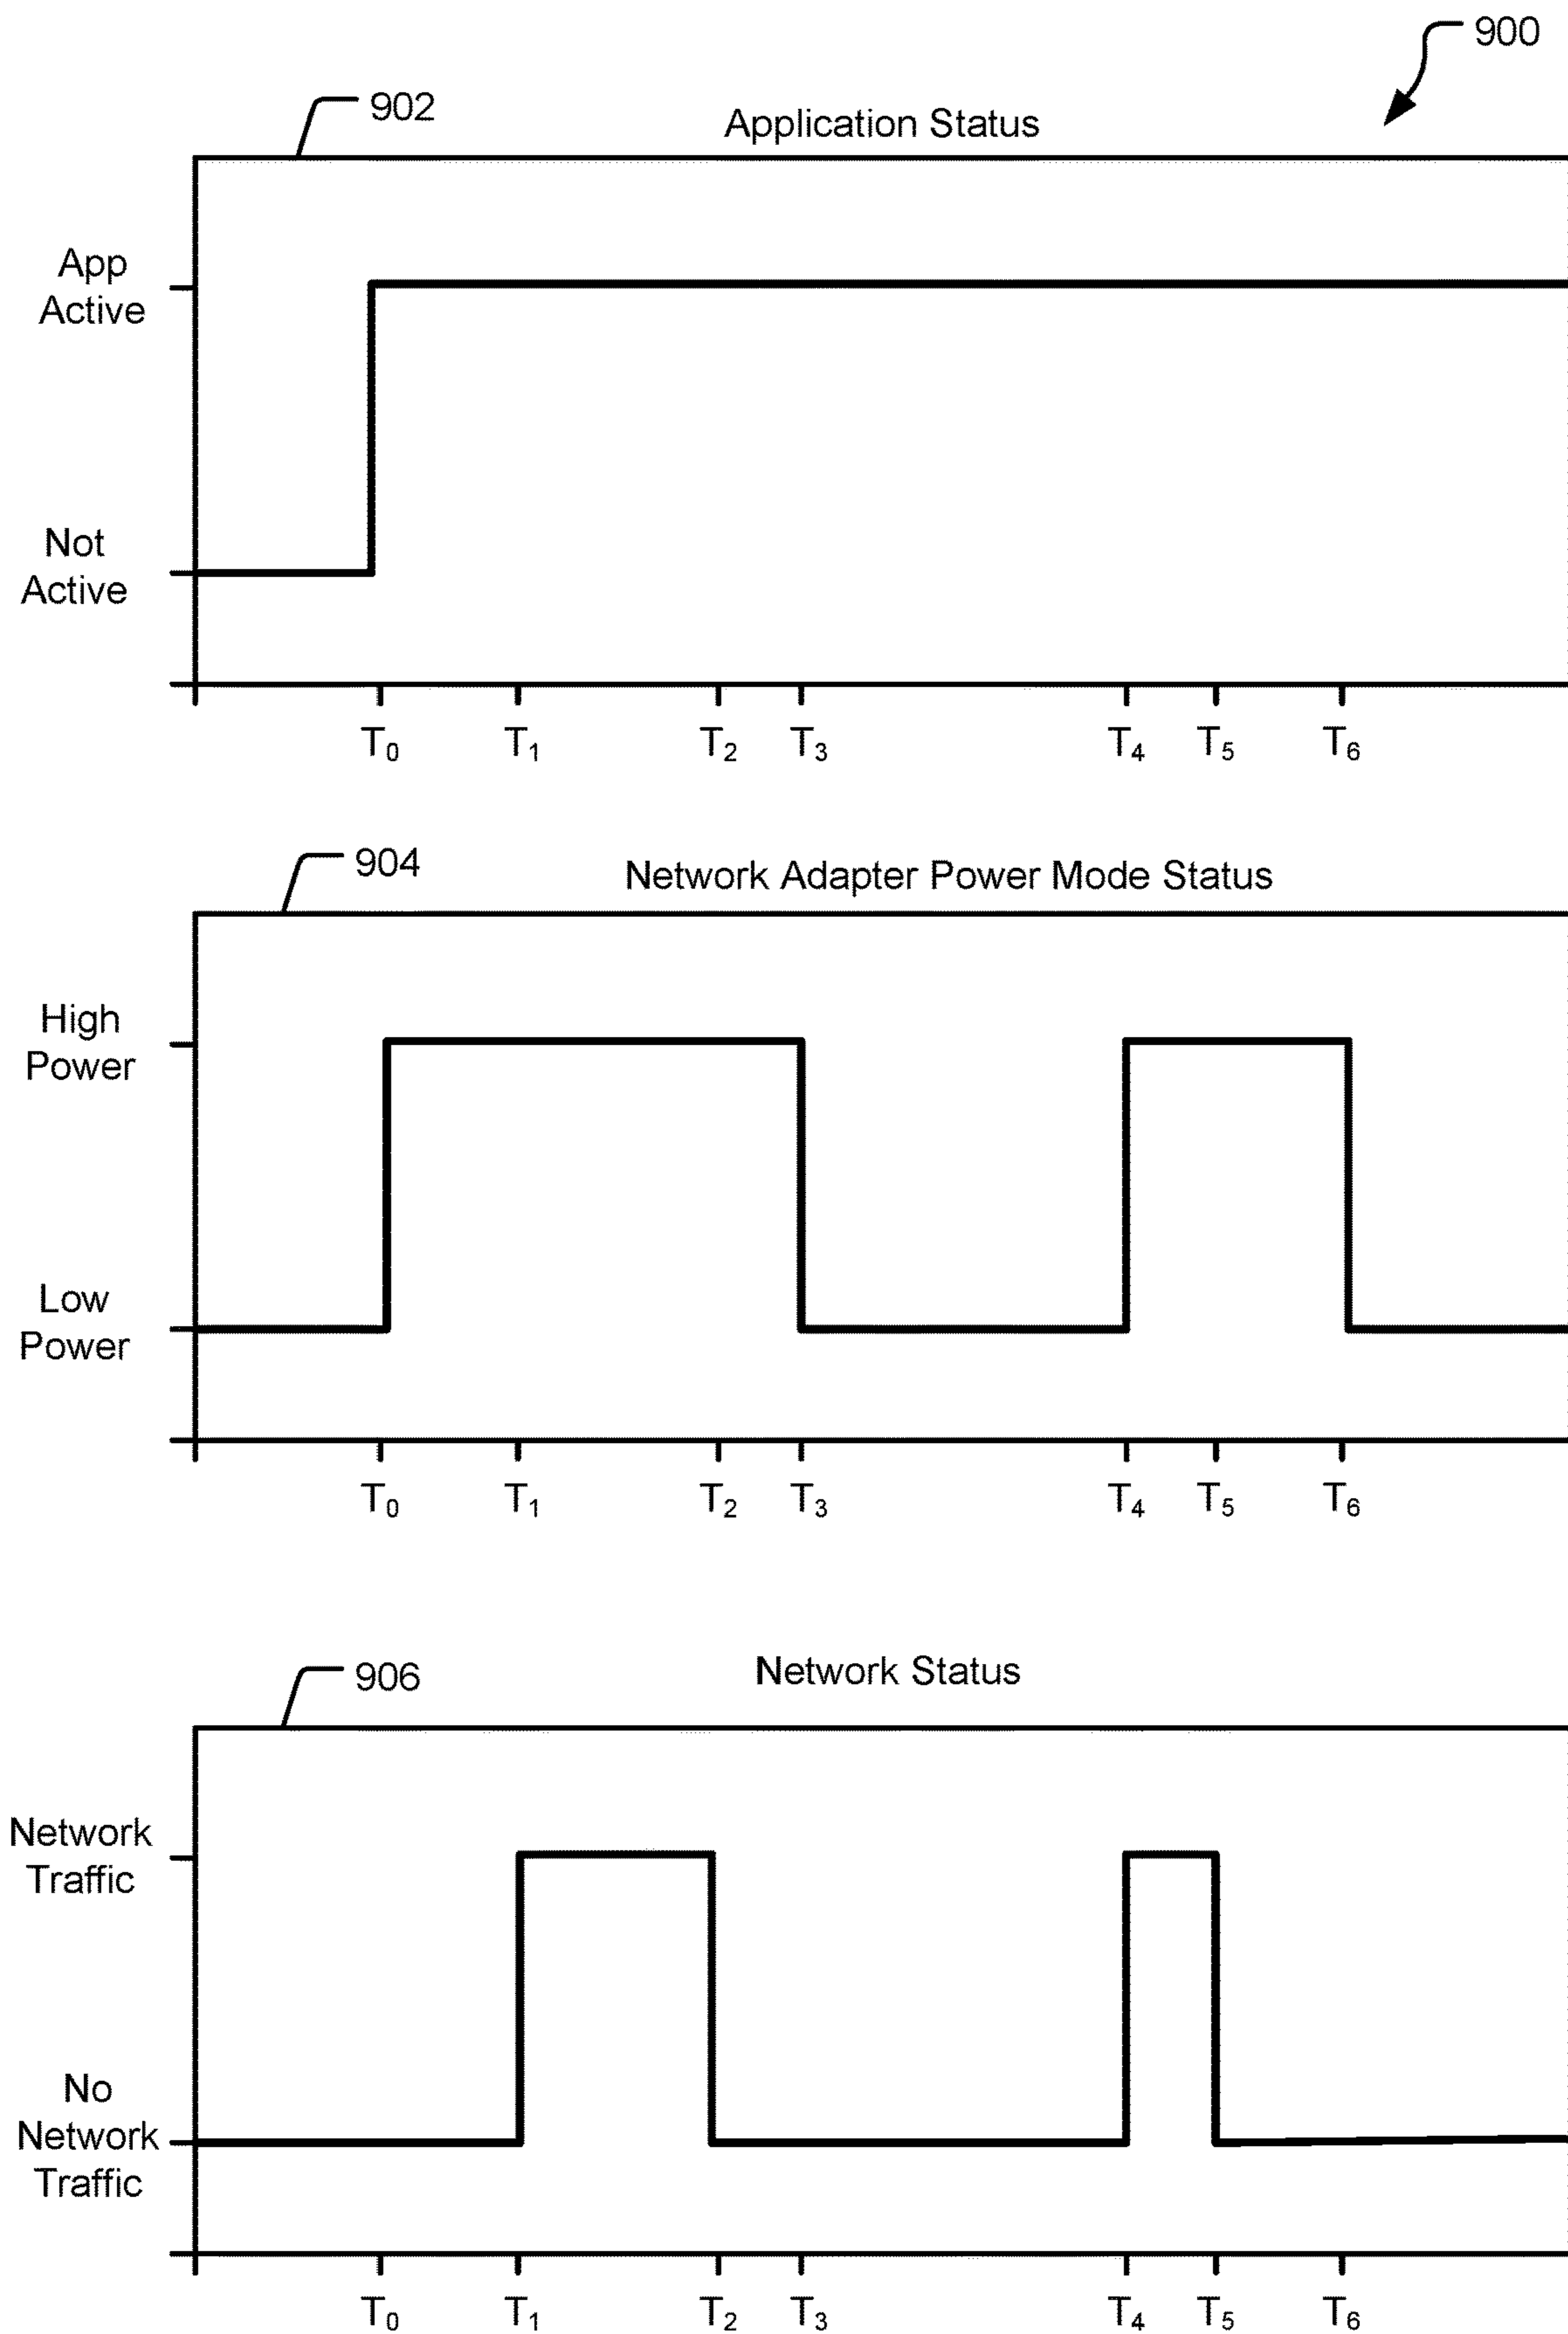 900
902
Application Status
App
Active
Not
Active
T0 T1 T2 T3 T4 T5 T6
904
Network Adapter Power Mode Status
High
Power
Low
Power
T0 T1 T2 T3 T4 T5 T6
906
Network Status
Network
Traffic
No
Network
Traffic
T0 T1 T2 T3 T4 T5 T6